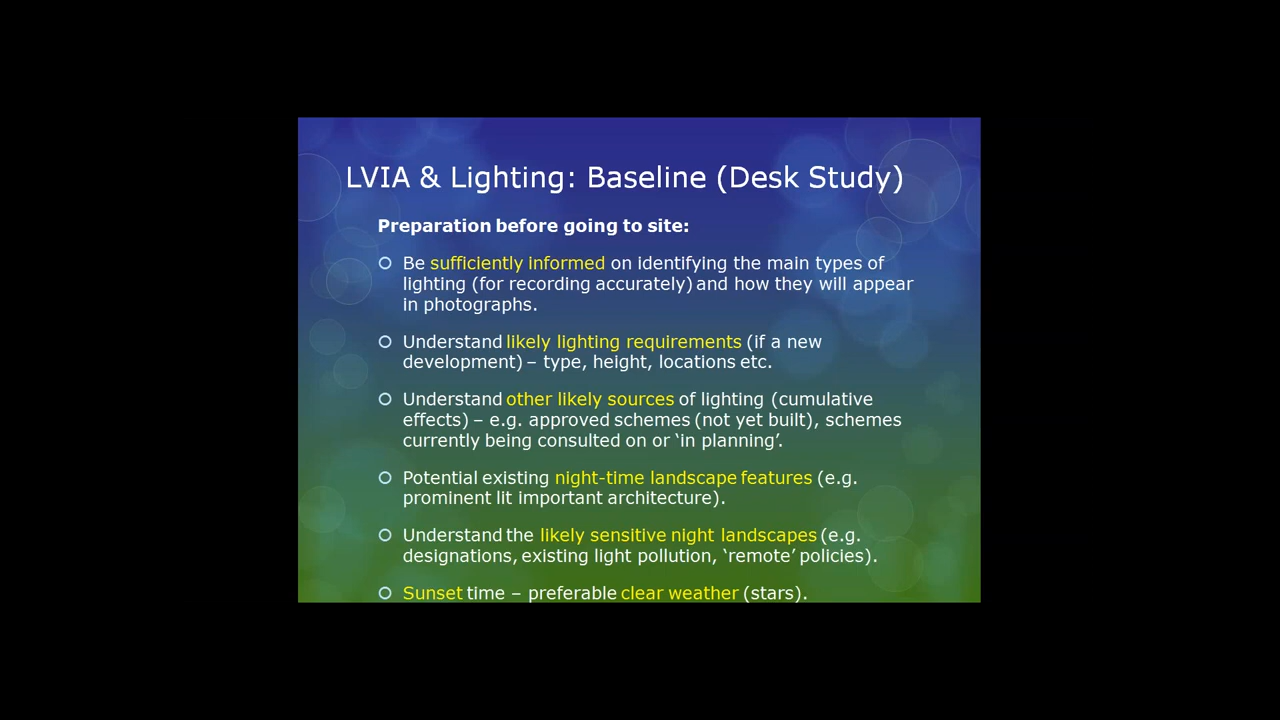 LVIA & Lighting: Baseline (Desk Study)
Preparation before going to site:
Be sufficiently informed on identifying the main types of
lighting (for recording accurately) and how they will appear
in photographs.
Understand likely lighting requirements (if a new
development) – type, height, locations etc.
Understand other likely sources of lighting (cumulative
effects) – e.g. approved schemes (not yet built), schemes
currently being consulted on or ‘in planning’.
Potential existing night-time landscape features (e.g.
prominent lit important architecture).
Understand the likely sensitive night landscapes (e.g.
designations, existing light pollution, ‘remote’ policies).
Sunset time – preferable clear weather (stars).